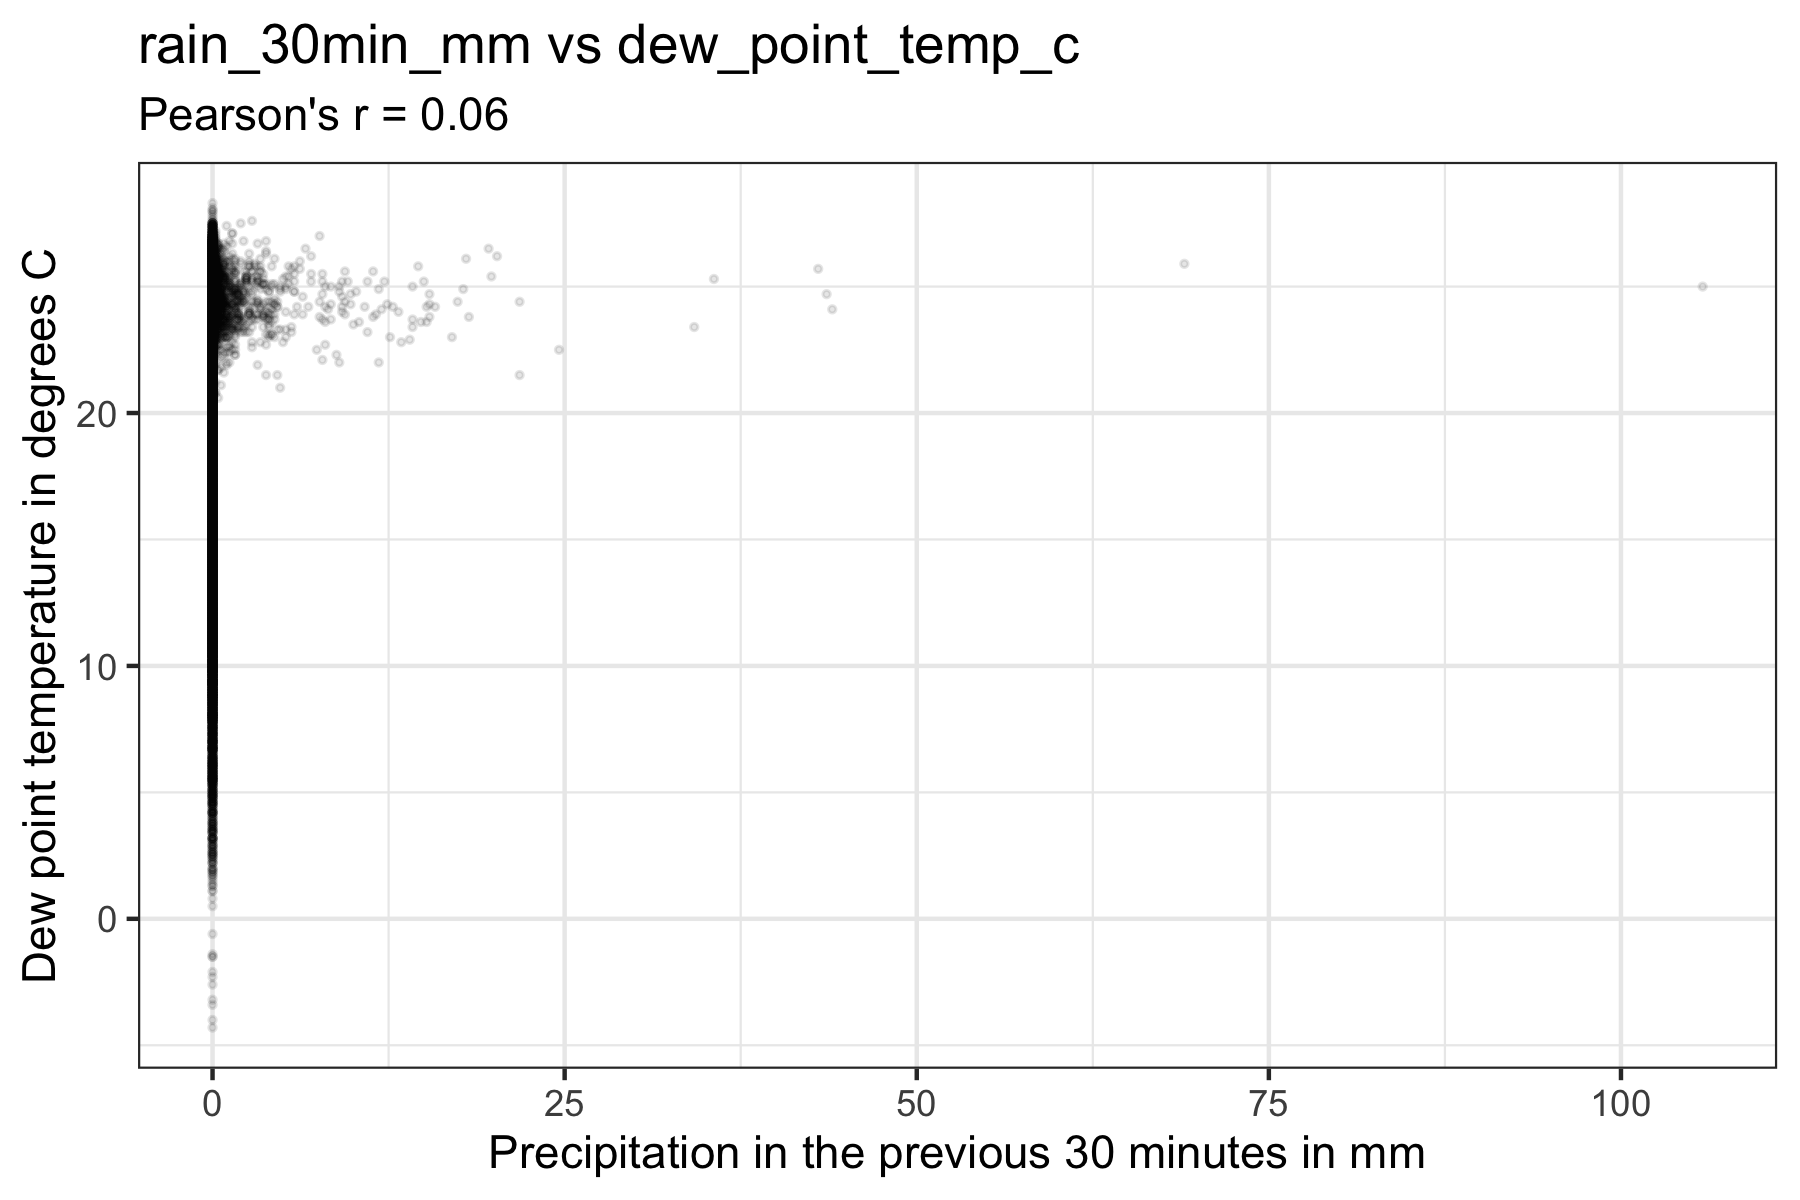 rain_30min_mm vs dew_point_temp_c
Pearson's r = 0.06
Dew point temperature in degrees C
20
10
0
0 25 50 75 100
Precipitation in the previous 30 minutes in mm